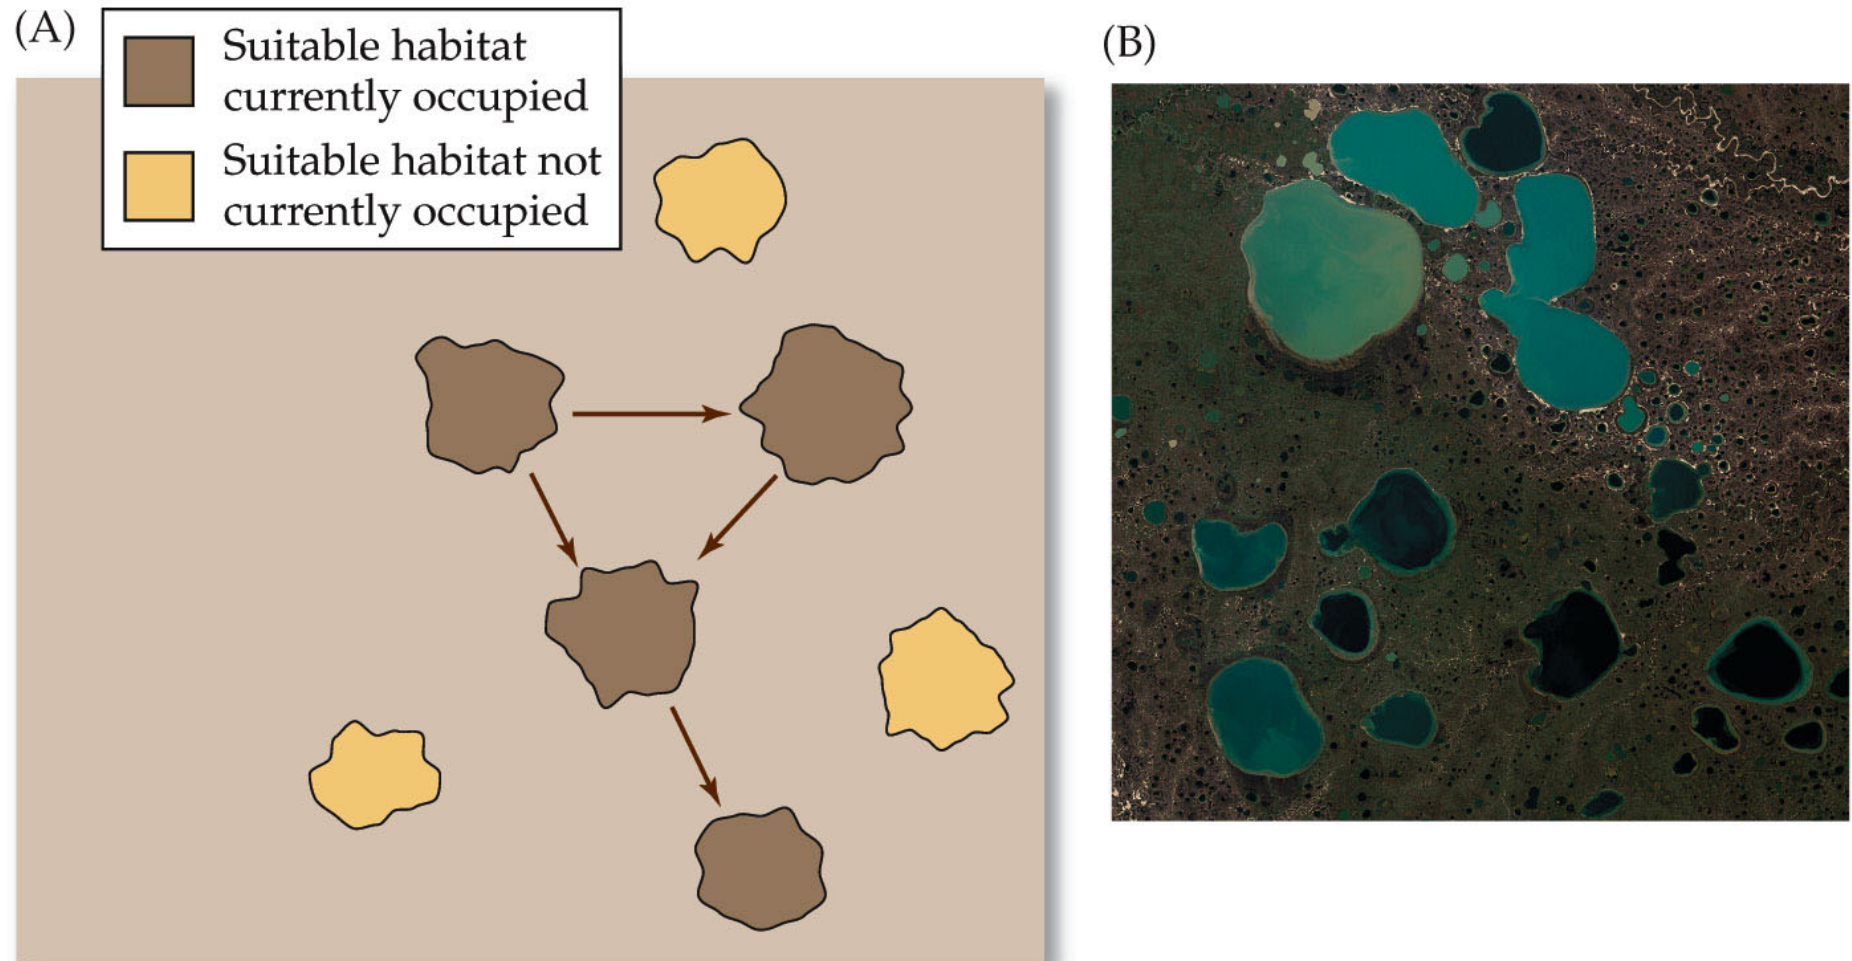 (A)
Suitable habitat
currently occupied
Suitable habitat not
currently occupied
(B)